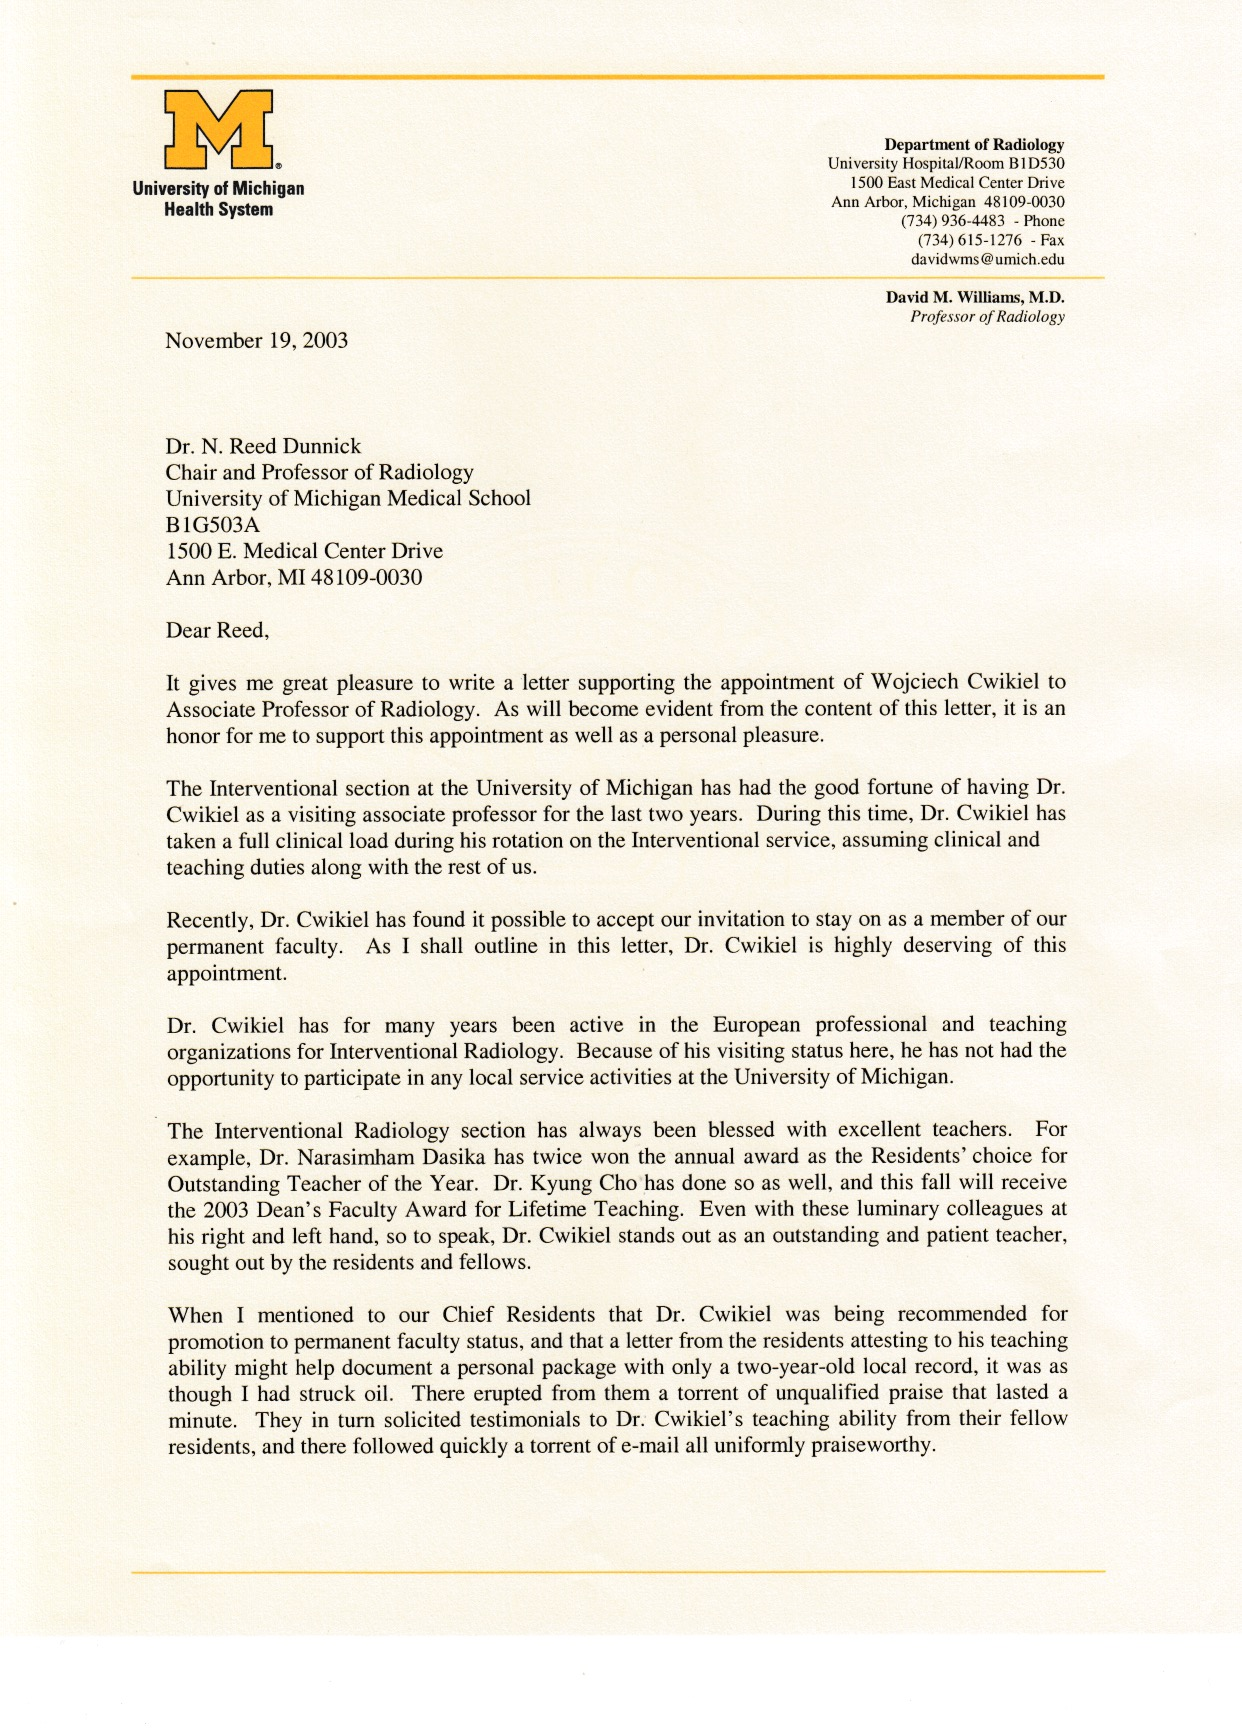 M
University of Michigan
Health System
Department of Radiology
University Hospital/Room B1D530
1500 East Medical Center Drive
Ann Arbor, Michigan 48109-0030
(734) 936-4483 - Phone
(734) 615-1276 - Fax
davidwms@umich.edu
David M. Williams, M.D.
Professor of Radiology
November 19, 2003
Dr. N. Reed Dunnick
Chair and Professor of Radiology
University of Michigan Medical School
B1G503A
1500 E. Medical Center Drive
Ann Arbor, MI 48109-0030
Dear Reed,
It gives me great pleasure to write a letter supporting the appointment of Wojciech Cwikiel to
Associate Professor of Radiology. As will become evident from the content of this letter, it is an
honor for me to support this appointment as well as a personal pleasure.
The Interventional section at the University of Michigan has had the good fortune of having Dr.
Cwikiel as a visiting associate professor for the last two years. During this time, Dr. Cwikiel has
taken a full clinical load during his rotation on the Interventional service, assuming clinical and
teaching duties along with the rest of us.
Recently, Dr. Cwikiel has found it possible to accept our invitation to stay on as a member of our
permanent faculty. As I shall outline in this letter, Dr. Cwikiel is highly deserving of this
appointment.
Dr. Cwikiel has for many years been active in the European professional and teaching
organizations for Interventional Radiology. Because of his visiting status here, he has not had the
opportunity to participate in any local service activities at the University of Michigan.
The Interventional Radiology section has always been blessed with excellent teachers. For
example, Dr. Narasimham Dasika has twice won the annual award as the Residents' choice for
Outstanding Teacher of the Year. Dr. Kyung Cho has done so as well, and this fall will receive
the 2003 Dean's Faculty Award for Lifetime Teaching. Even with these luminary colleagues at
his right and left hand, so to speak, Dr. Cwikiel stands out as an outstanding and patient teacher,
sought out by the residents and fellows.
When I mentioned to our Chief Residents that Dr. Cwikiel was being recommended for
promotion to permanent faculty status, and that a letter from the residents attesting to his teaching
ability might help document a personal package with only a two-year-old local record, it was as
though I had struck oil. There erupted from them a torrent of unqualified praise that lasted a
minute. They in turn solicited testimonials to Dr. Cwikiel's teaching ability from their fellow
residents, and there followed quickly a torrent of e-mail all uniformly praiseworthy.